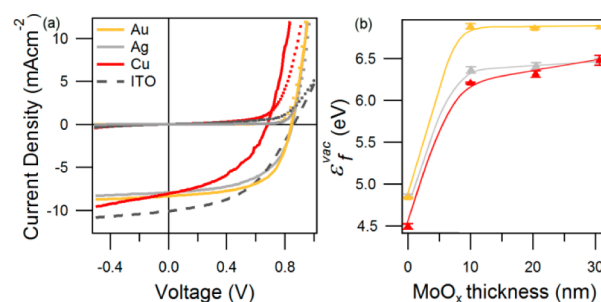 (a)
Au
Ag
Cu
ITO
10
5
0
-5
-10
Current Density (mAcm⁻²)
-0.4
0.0
0.4
0.8
Voltage (V)
(b)
6.5
6.0
5.5
5.0
4.5
ε_f^vac (eV)
0
10
20
30
MoOₓ thickness (nm)